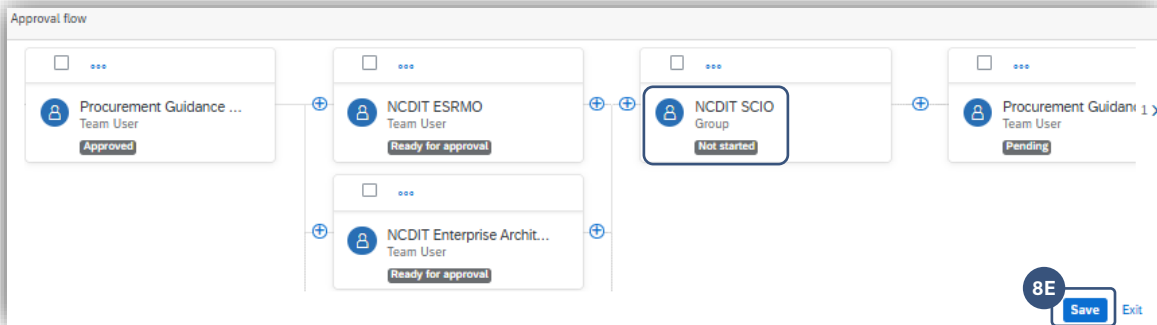 Approval flow
Procurement Guidance ...
Team User
Approved
NCDIT ESRMO
Team User
Ready for approval
NCDIT Enterprise Archit...
Team User
Ready for approval
NCDIT SCIO
Group
Not started
Procurement Guidan
Team User
Pending
1
8E
Save Exit